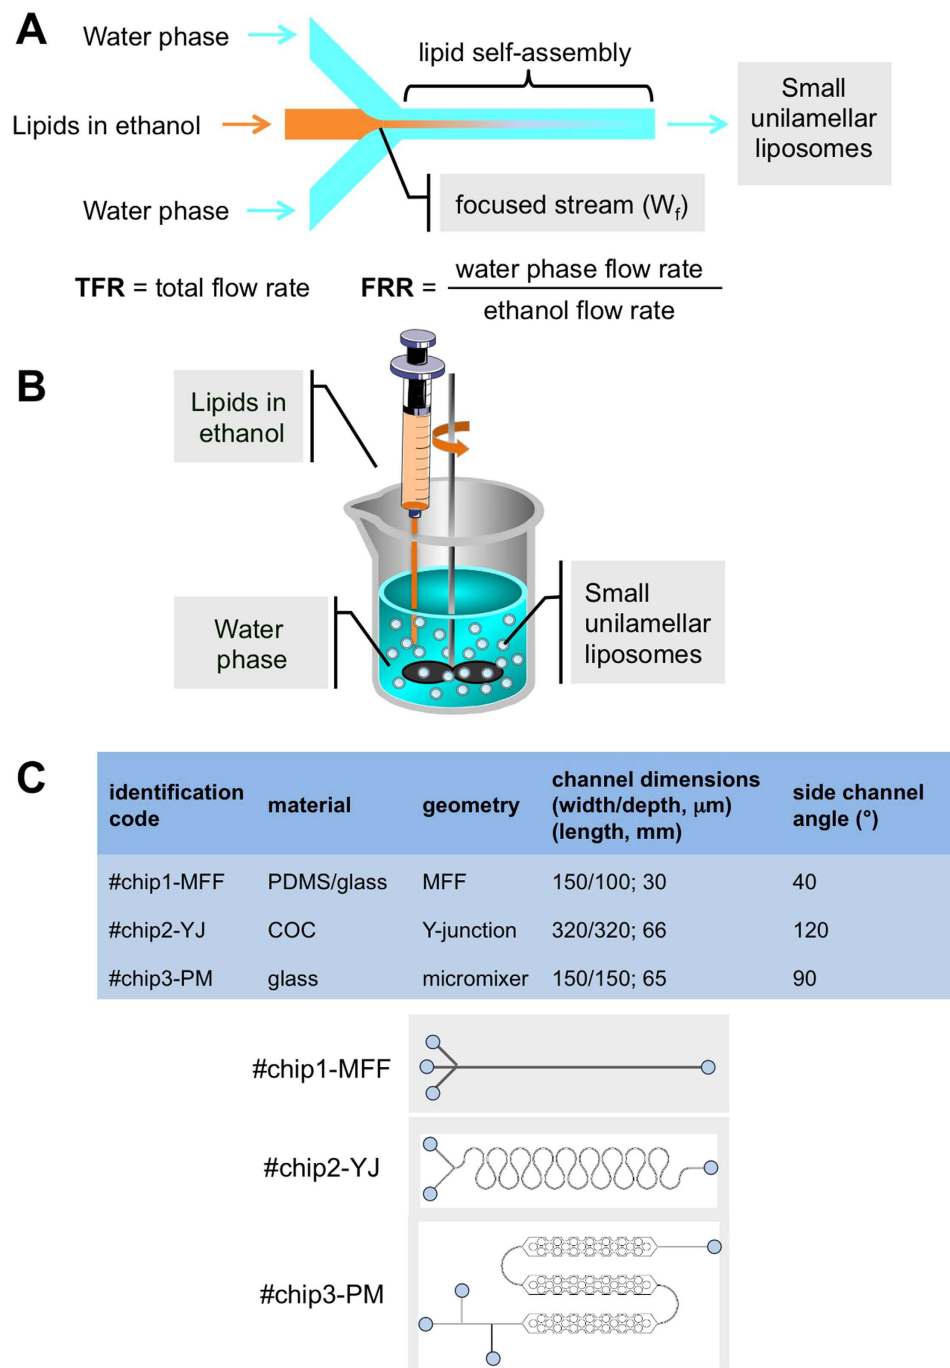 A
Water phase
lipid self-assembly
Lipids in ethanol
Small
unilamellar
liposomes
Water phase
focused stream (Wf)
TFR = total flow rate
FRR = water phase flow rate
ethanol flow rate
B
Lipids in
ethanol
Water
phase
Small
unilamellar
liposomes
C
identification code | material | geometry | channel dimensions (width/depth, μm) (length, mm) | side channel angle (°)
#chip1-MFF PDMS/glass MFF 150/100; 30 40
#chip2-YJ COC Y-junction 320/320; 66 120
#chip3-PM glass micromixer 150/150; 65 90
#chip1-MFF
#chip2-YJ
#chip3-PM